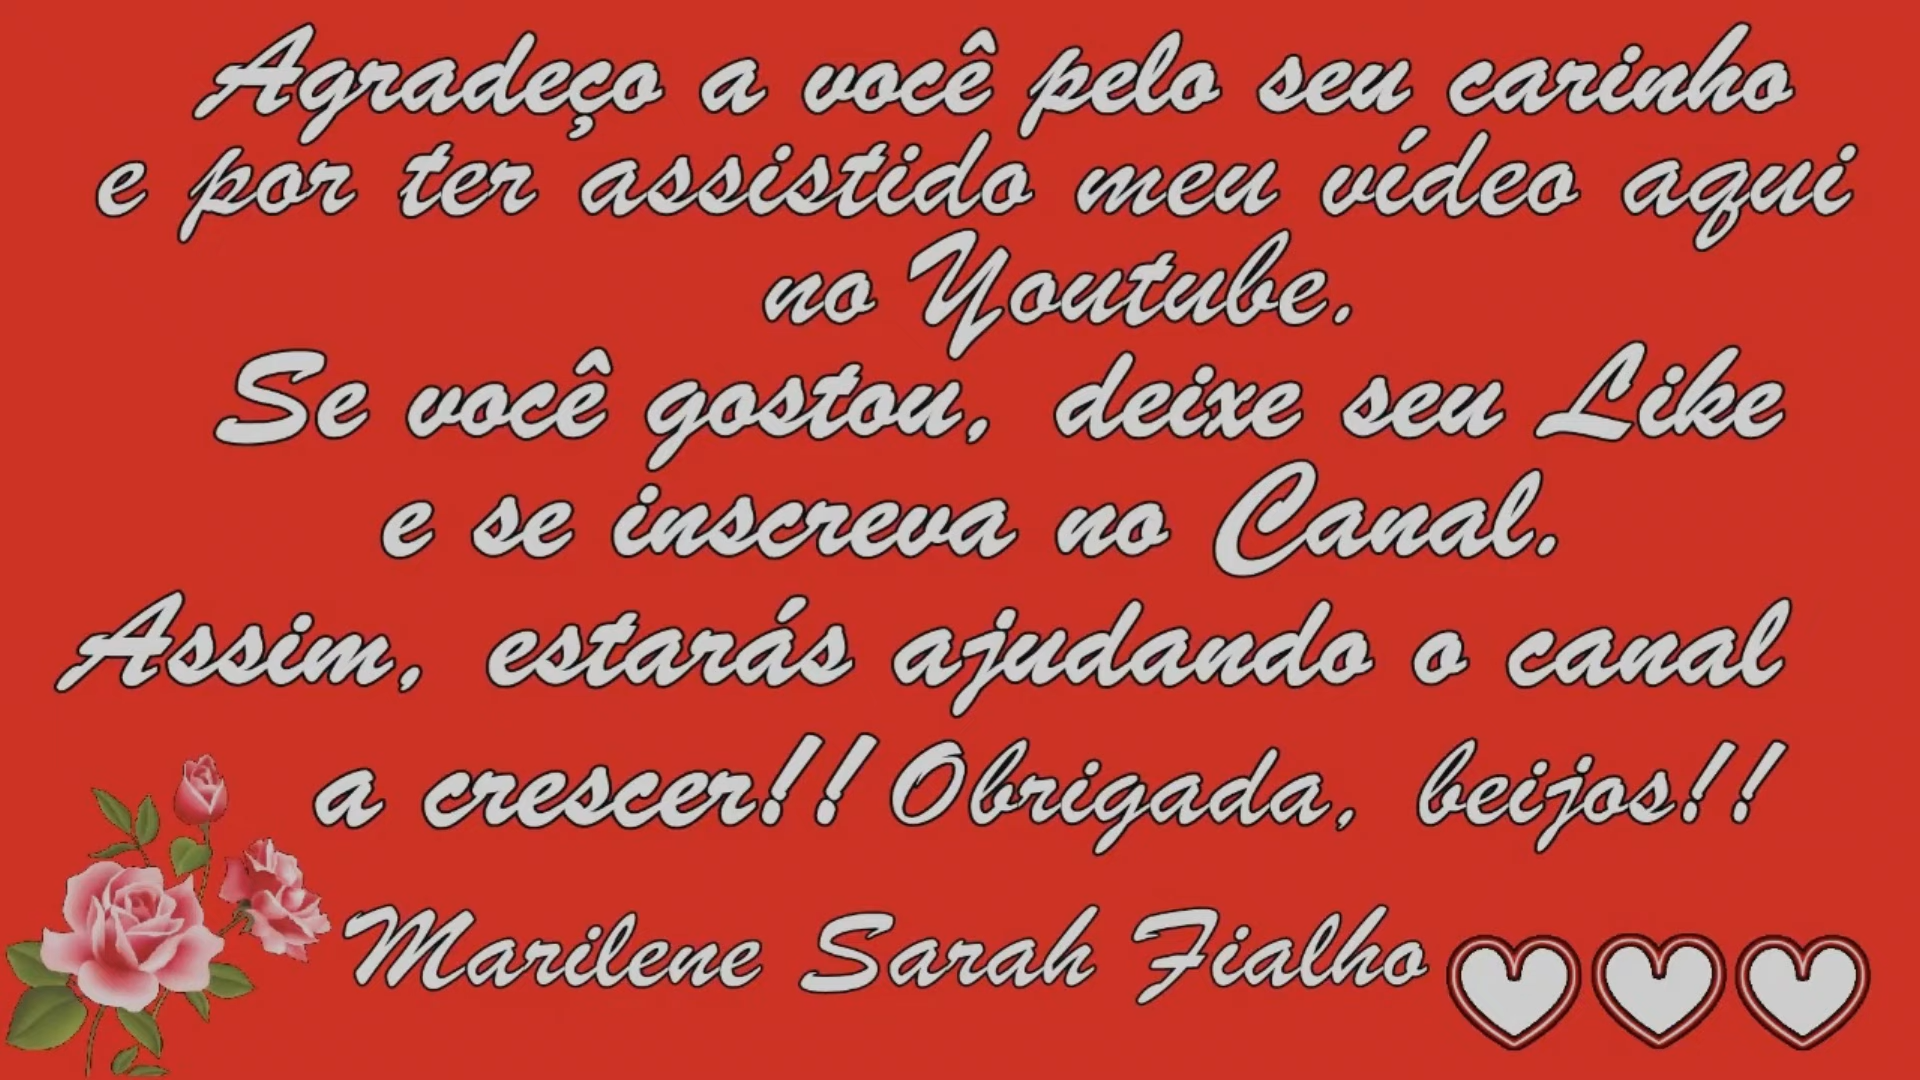 Agradeço a você pelo seu carinho
e por ter assistido meu vídeo aqui
no Youtube.
Se você gostou, deixe seu Like
e se inscreva no Canal.
Assim, estarás ajudando o canal
a crescer!! Obrigada, beijos!!
Marilene Sarah Fialho